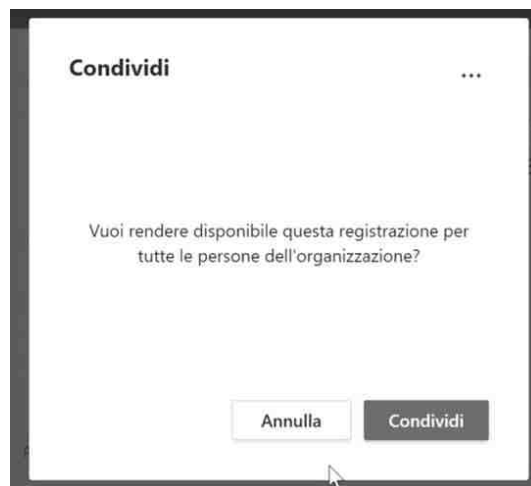 Condividi
...
Vuoi rendere disponibile questa registrazione per
tutte le persone dell'organizzazione?
Annulla
Condividi